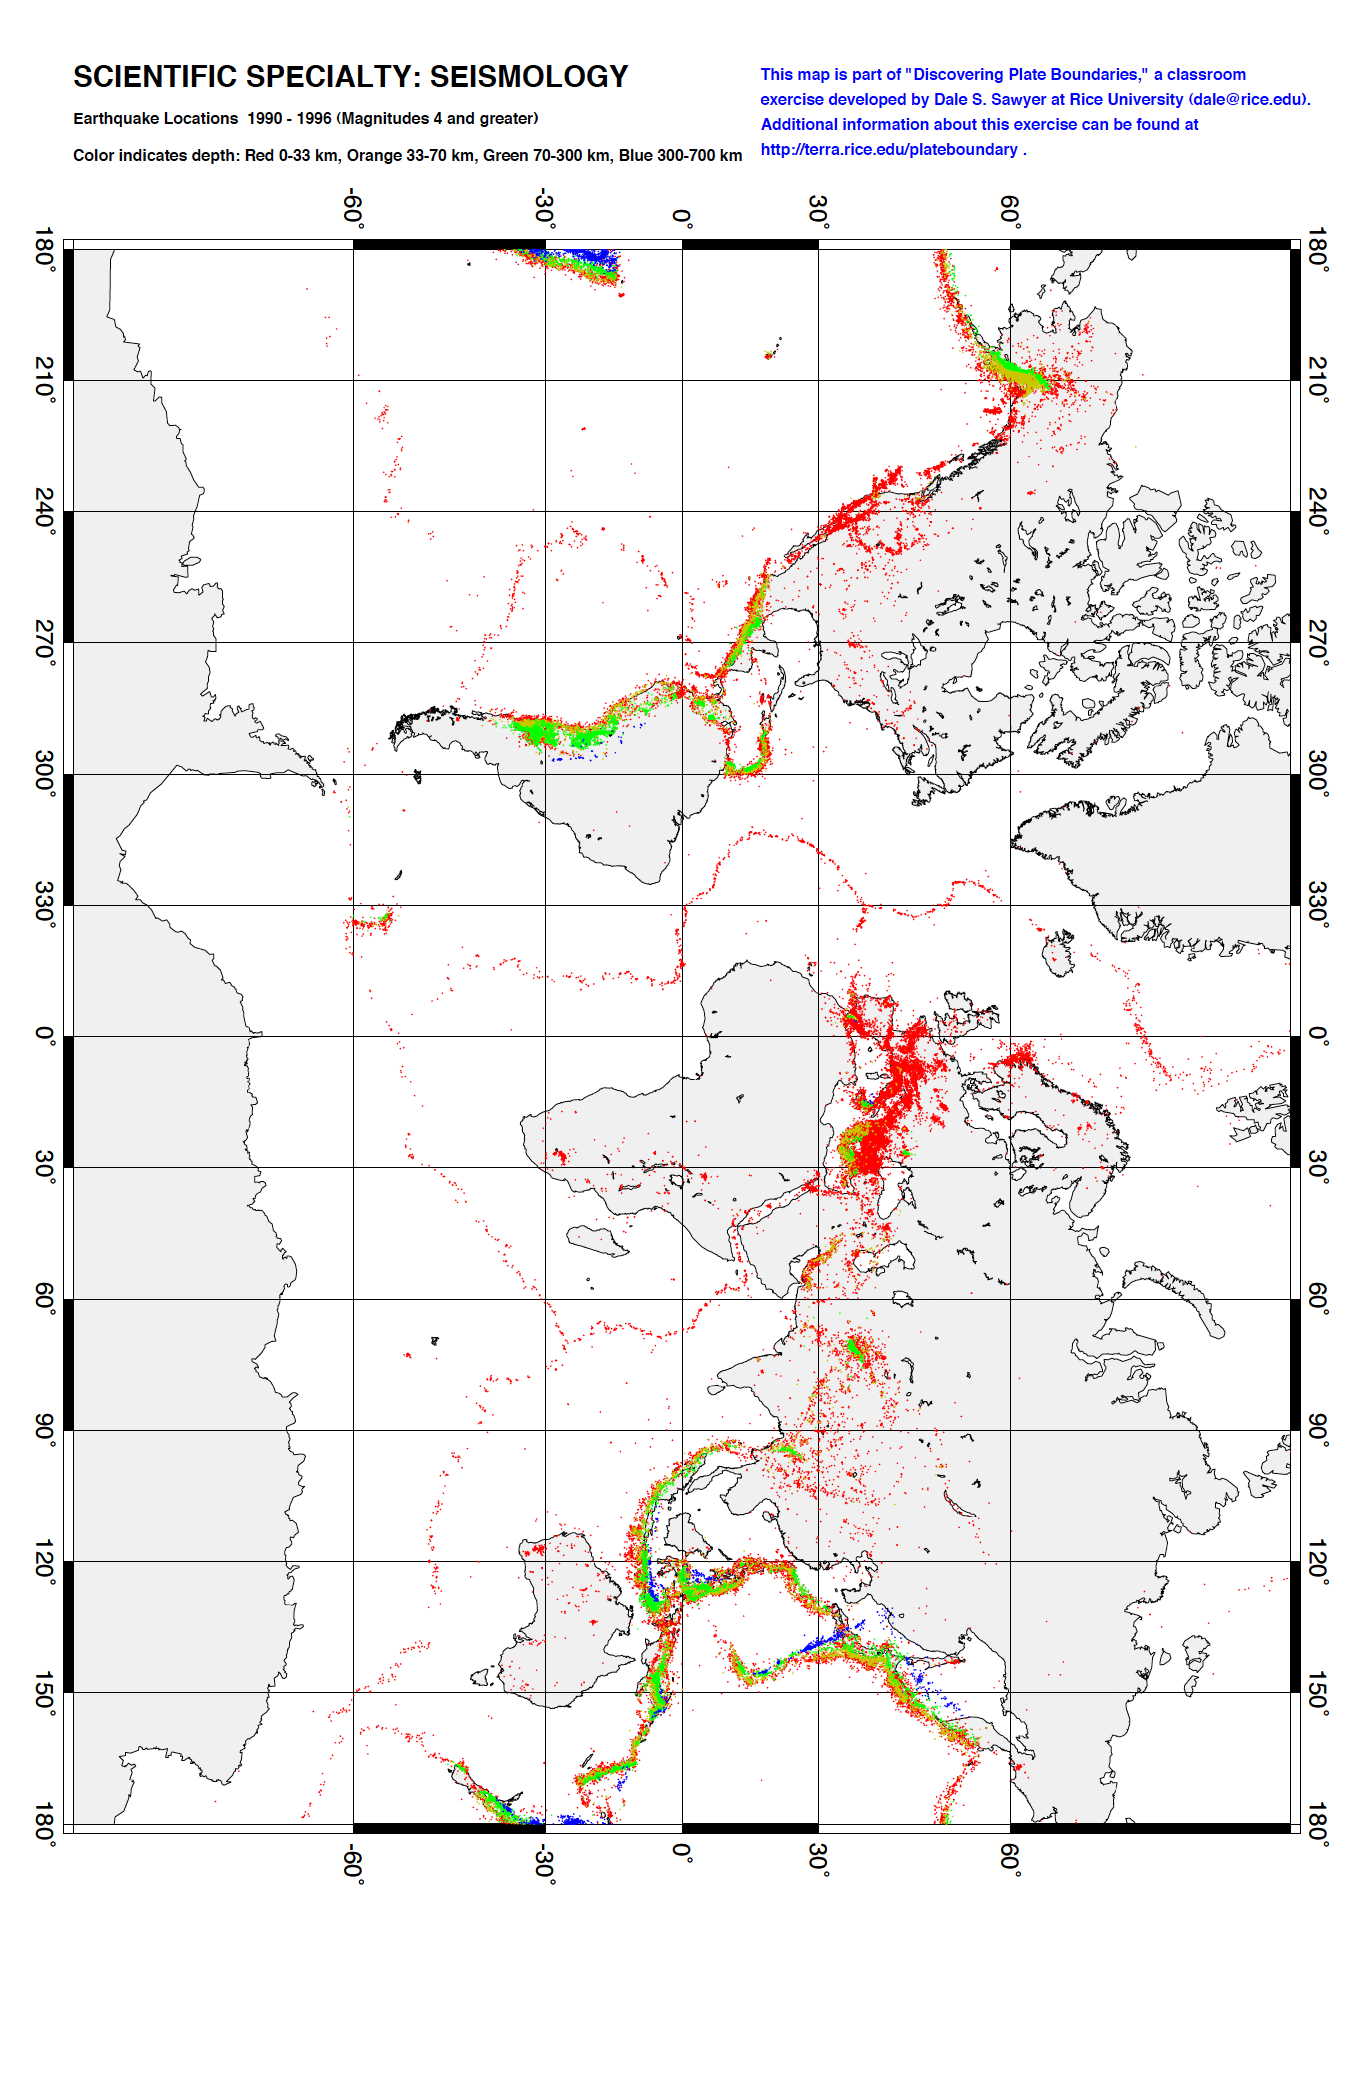 SCIENTIFIC SPECIALTY: SEISMOLOGY
Earthquake Locations  1990 - 1996 (Magnitudes 4 and greater)
Color indicates depth: Red 0-33 km, Orange 33-70 km, Green 70-300 km, Blue 300-700 km
This map is part of "Discovering Plate Boundaries," a classroom
exercise developed by Dale S. Sawyer at Rice University (dale@rice.edu).
Additional information about this exercise can be found at
http://terra.rice.edu/plateboundary .
-60° -30° 0° 30° 60°
180° 180°
210° 210°
240° 240°
270° 270°
300° 300°
330° 330°
0° 0°
30° 30°
60° 60°
90° 90°
120° 120°
150° 150°
180° 180°
-60° -30° 0° 30° 60°